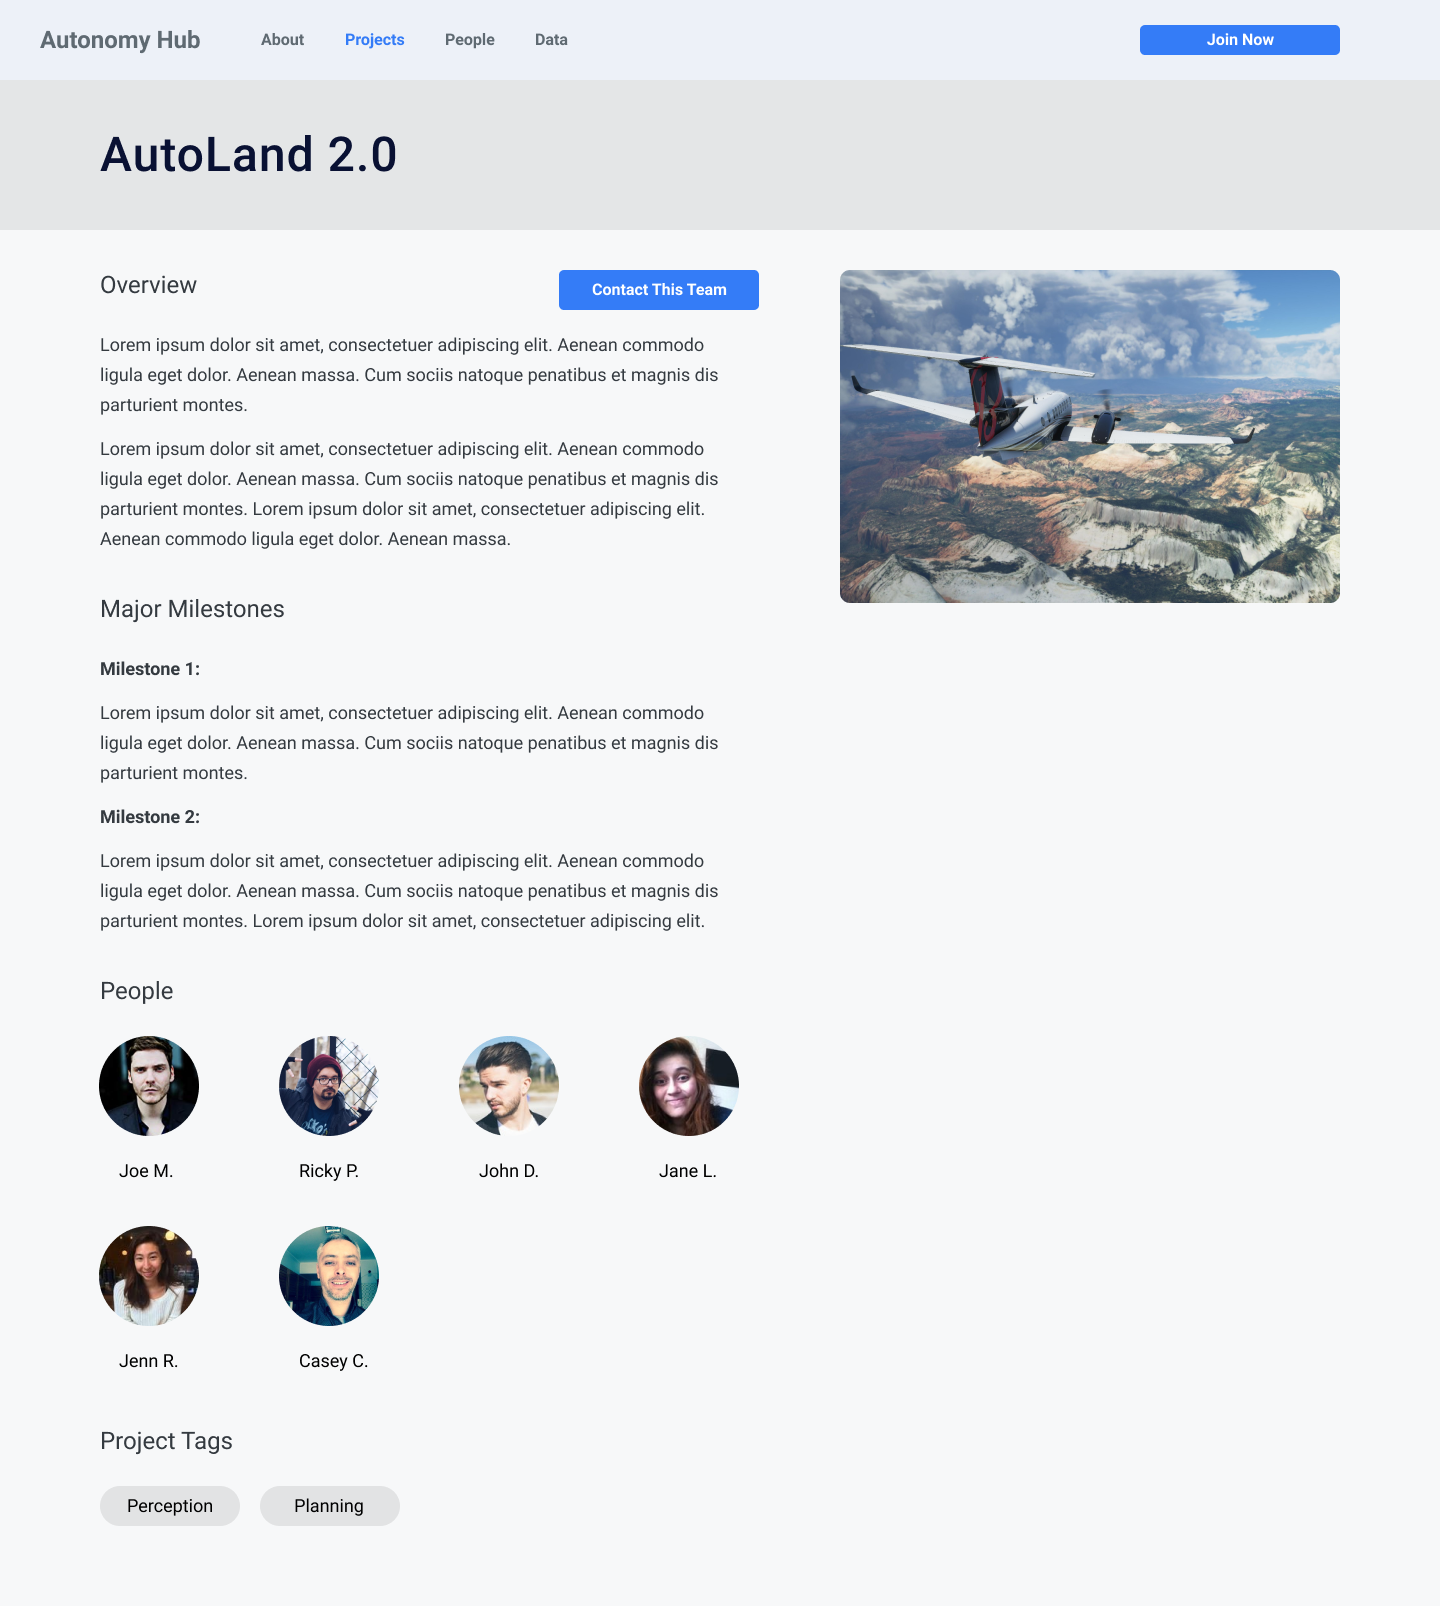 Autonomy Hub
About
Projects
People
Data
Join Now
AutoLand 2.0
Overview
Contact This Team
Lorem ipsum dolor sit amet, consectetuer adipiscing elit. Aenean commodo
ligula eget dolor. Aenean massa. Cum sociis natoque penatibus et magnis dis
parturient montes.
Lorem ipsum dolor sit amet, consectetuer adipiscing elit. Aenean commodo
ligula eget dolor. Aenean massa. Cum sociis natoque penatibus et magnis dis
parturient montes. Lorem ipsum dolor sit amet, consectetuer adipiscing elit.
Aenean commodo ligula eget dolor. Aenean massa.
Major Milestones
Milestone 1:
Lorem ipsum dolor sit amet, consectetuer adipiscing elit. Aenean commodo
ligula eget dolor. Aenean massa. Cum sociis natoque penatibus et magnis dis
parturient montes.
Milestone 2:
Lorem ipsum dolor sit amet, consectetuer adipiscing elit. Aenean commodo
ligula eget dolor. Aenean massa. Cum sociis natoque penatibus et magnis dis
parturient montes. Lorem ipsum dolor sit amet, consectetuer adipiscing elit.
People
Joe M.
Ricky P.
John D.
Jane L.
Jenn R.
Casey C.
Project Tags
Perception
Planning